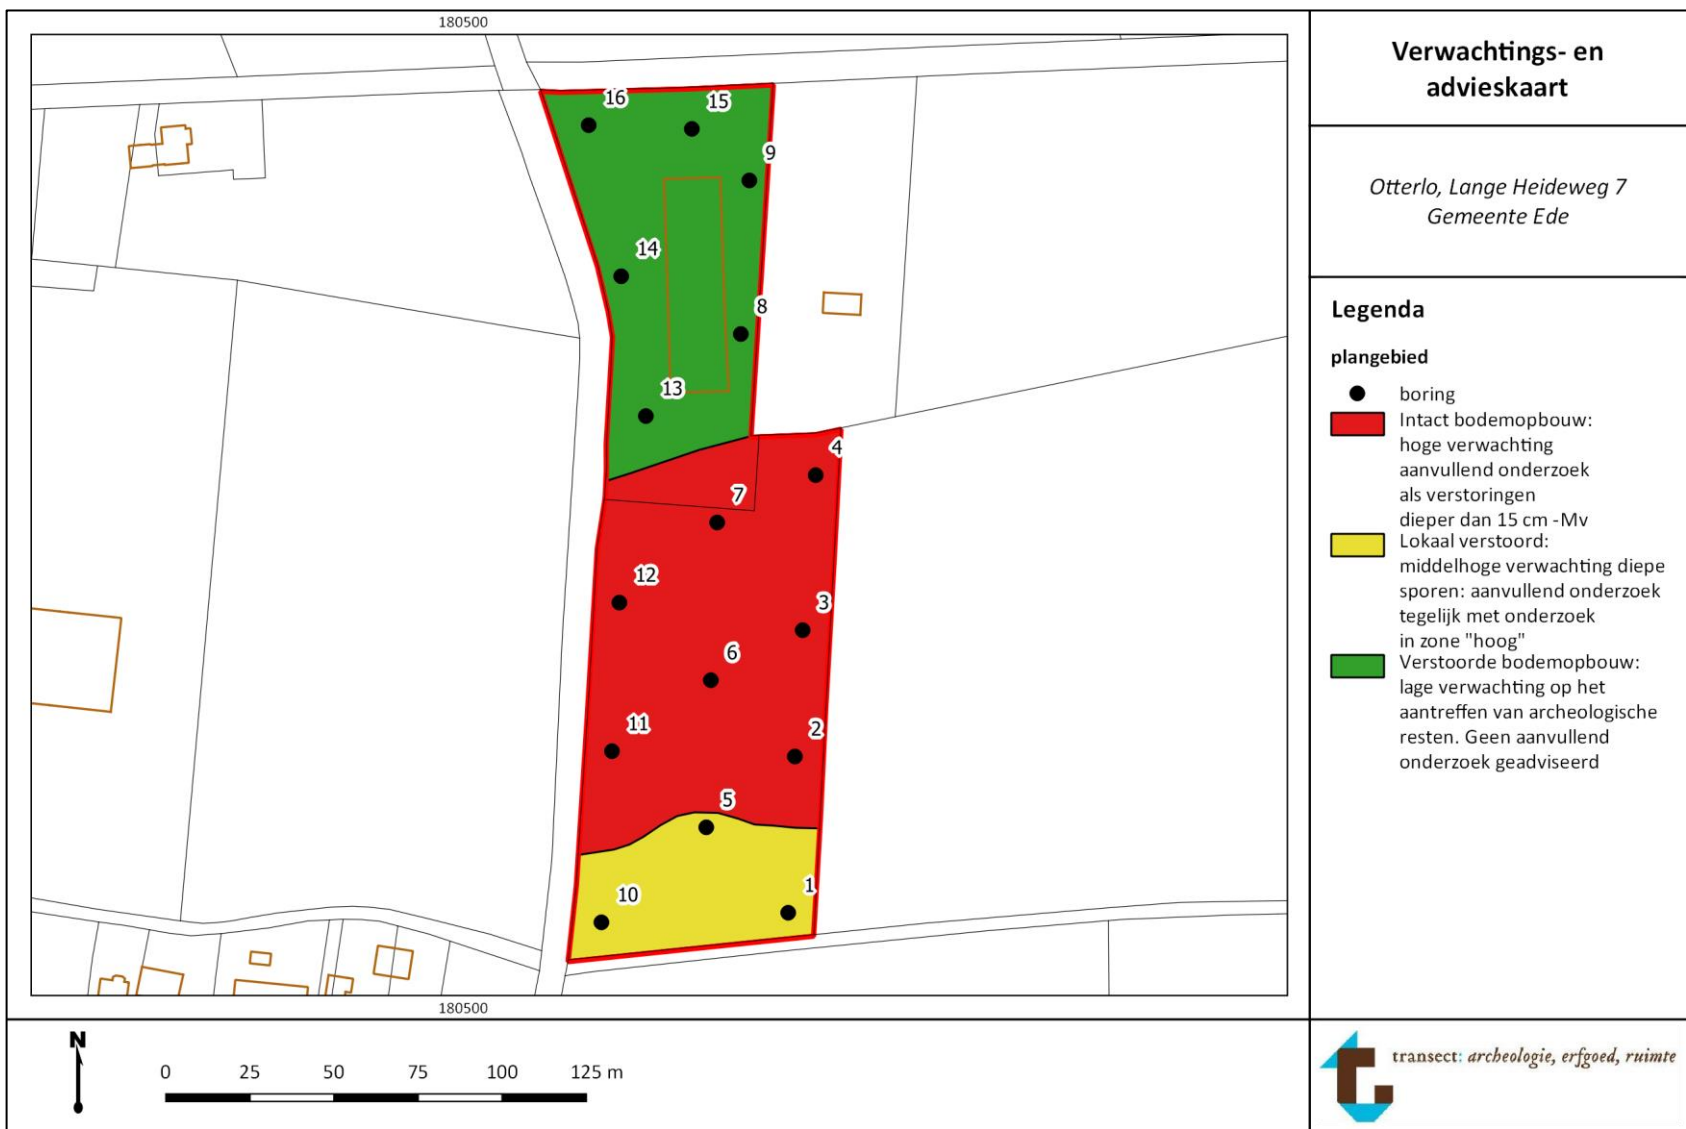 180500
16
15
9
14
8
13
4
7
12
3
6
11
2
5
10
1
180500
N
0 25 50 75 100 125 m
Verwachtings- en
advieskaart
Otterlo, Lange Heideweg 7
Gemeente Ede
Legenda
plangebied
boring
Intact bodemopbouw:
hoge verwachting
aanvullend onderzoek
als verstoringen
dieper dan 15 cm -Mv
Lokaal verstoord:
middelhoge verwachting diepe
sporen: aanvullend onderzoek
tegelijk met onderzoek
in zone "hoog"
Verstoorde bodemopbouw:
lage verwachting op het
aantreffen van archeologische
resten. Geen aanvullend
onderzoek geadviseerd
transect: archeologie, erfgoed, ruimte